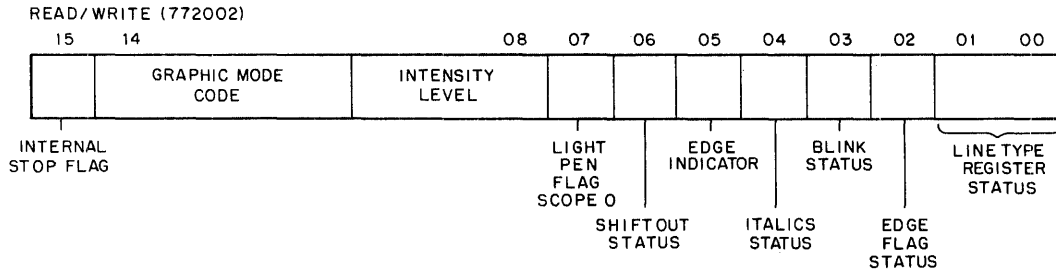 READ/WRITE (772002)
15 14 08 07 06 05 04 03 02 01 00
GRAPHIC MODE
CODE
INTENSITY
LEVEL
INTERNAL
STOP FLAG
LIGHT
PEN
FLAG
SCOPE 0
SHIFT OUT
STATUS
EDGE
INDICATOR
ITALICS
STATUS
BLINK
STATUS
EDGE
FLAG
STATUS
LINE TYPE
REGISTER
STATUS